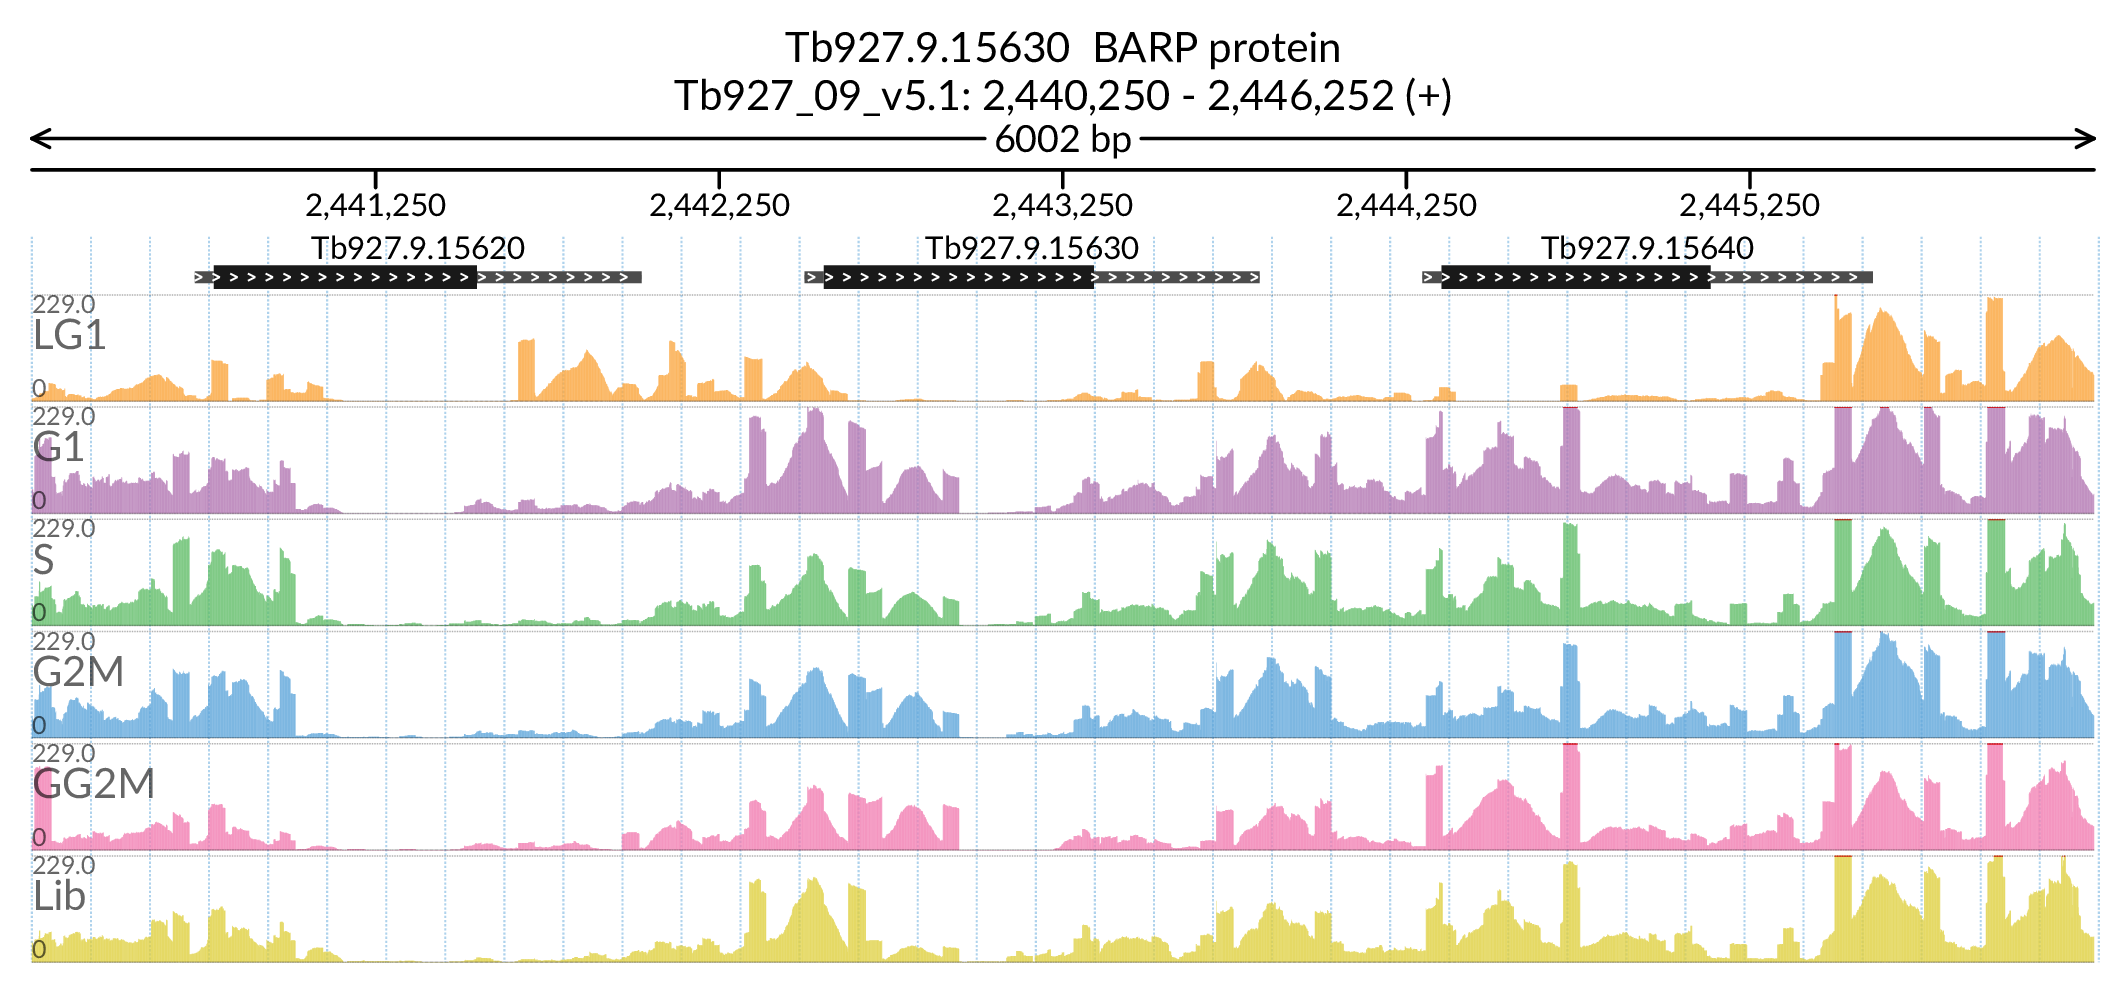 Tb927.9.15630 BARP protein
Tb927_09_v5.1: 2,440,250 - 2,446,252 (+)
6002 bp
2,441,250 2,442,250 2,443,250 2,444,250 2,445,250
Tb927.9.15620 Tb927.9.15630 Tb927.9.15640
229.0
LG1
0
229.0
G1
0
229.0
S
0
229.0
G2M
0
229.0
GG2M
0
229.0
Lib
0